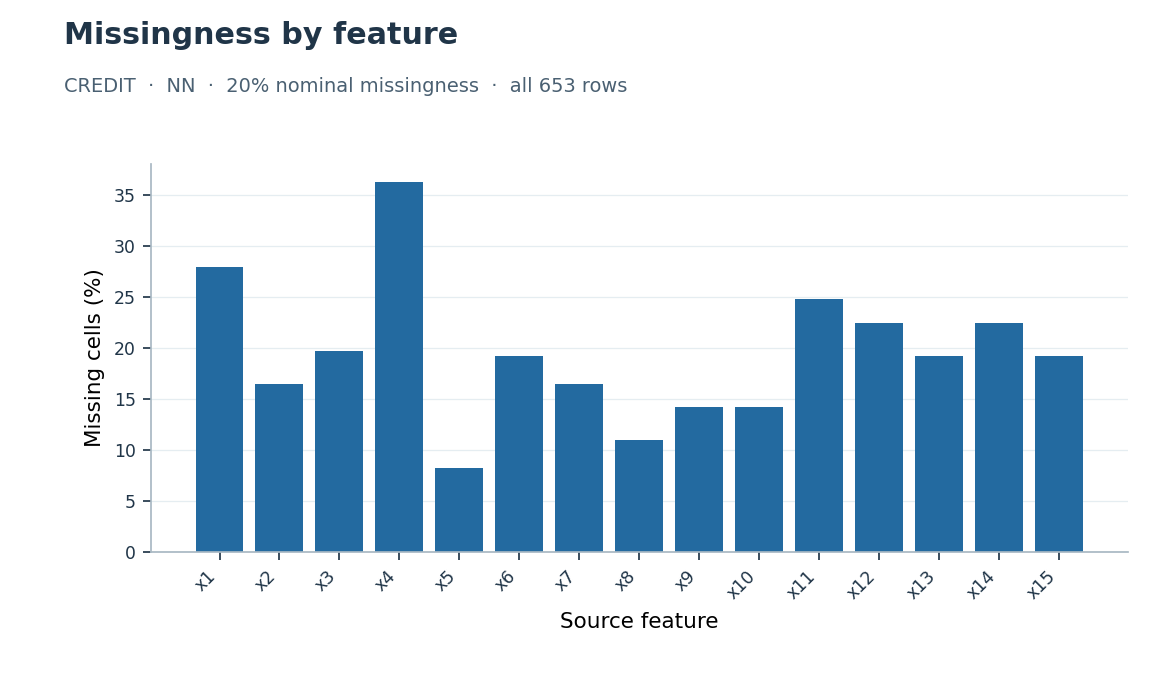 Missingness by feature
CREDIT · NN · 20% nominal missingness · all 653 rows
Missing cells (%)
35
30
25
20
15
10
5
0
x1 x2 x3 x4 x5 x6 x7 x8 x9 x10 x11 x12 x13 x14 x15
Source feature